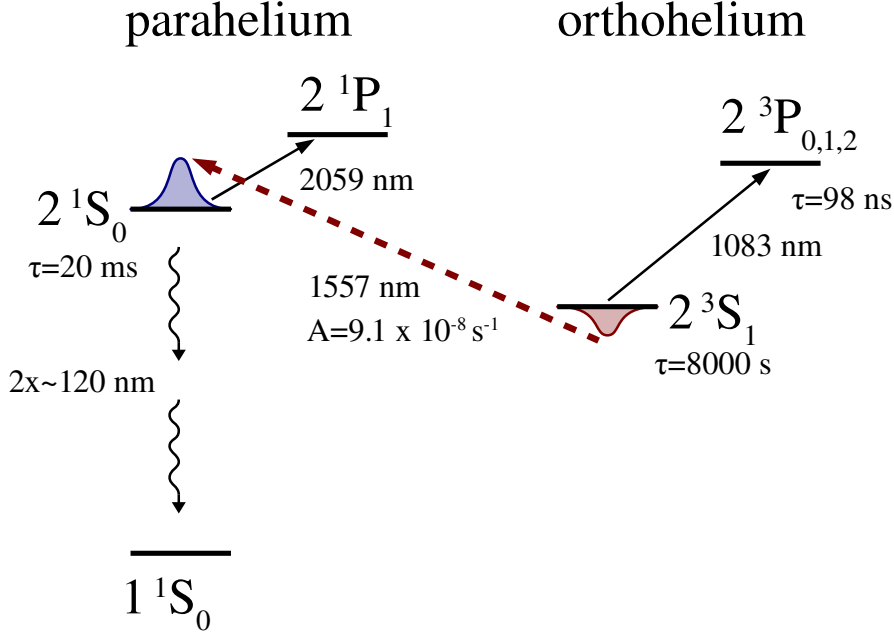 parahelium
orthohelium
2 ¹P₁
2 ³P₀,₁,₂
2059 nm
τ=98 ns
2 ¹S₀
1083 nm
τ=20 ms
1557 nm
A=9.1 x 10⁻⁸ s⁻¹
2 ³S₁
τ=8000 s
2x~120 nm
1 ¹S₀